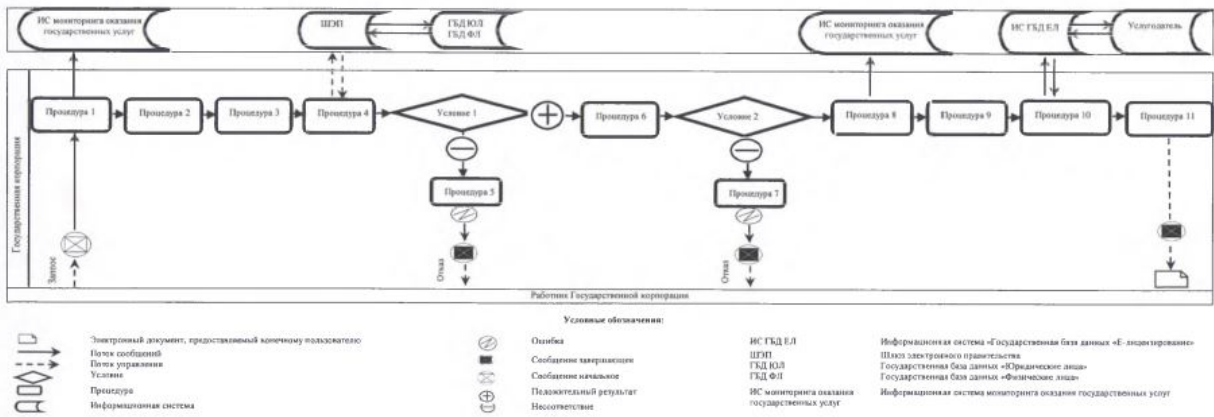 ИС мониторинга оказания
государственных услуг
ШЭП
ГБД ЮЛ
ГБД ФЛ
ИС мониторинга оказания
государственных услуг
ИС ГБД ЕЛ
Услугодатель
Государственная корпорация
Процедура 1
Процедура 2
Процедура 3
Процедура 4
Условие 1
Процедура 6
Условие 2
Процедура 8
Процедура 9
Процедура 10
Процедура 11
Процедура 5
Процедура 7
Запрос
Отказ
Отказ
Работник Государственной корпорации
Условные обозначения:
Электронный документ, предоставляемый конечному пользователю
Поток сообщений
Поток управления
Условие
Процедура
Информационная система
Ошибка
Сообщение завершающее
Сообщение начальное
Положительный результат
Несоответствие
ИС ГБД ЕЛ
Информационная система «Государственная база данных «Е-лицензирование»
ШЭП
Шлюз электронного правительства
ГБД ЮЛ
Государственная база данных «Юридические лица»
ГБД ФЛ
Государственная база данных «Физические лица»
ИС мониторинга оказания
государственных услуг
Информационная система мониторинга оказания государственных услуг